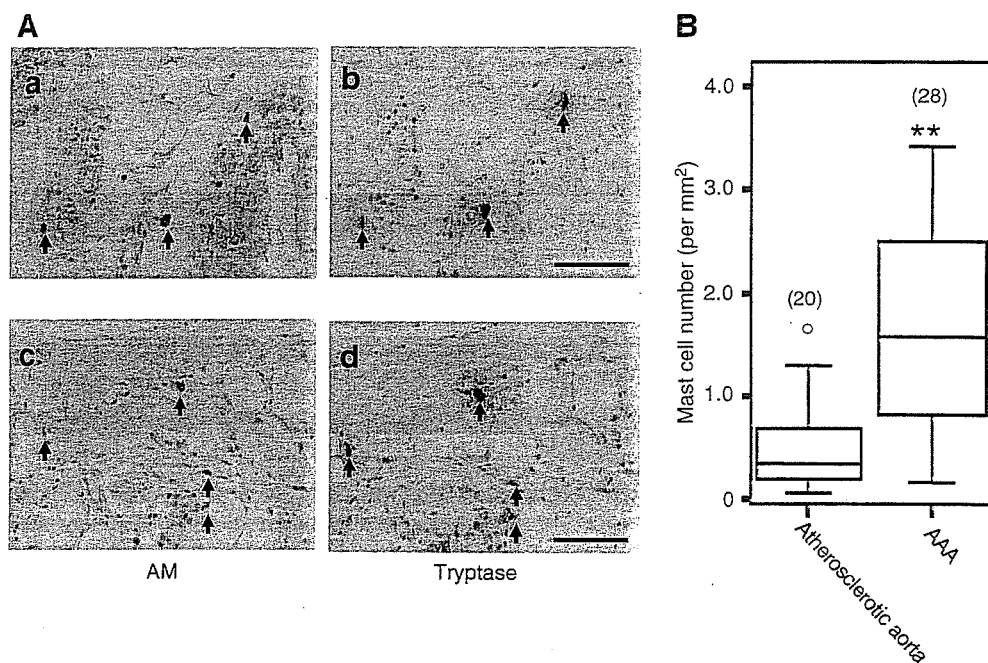 A
B
a
b
c
d
AM
Tryptase
Mast cell number (per mm²)
4.0
3.0
2.0
1.0
0
(20)
(28)
**
Atherosclerotic aorta
AAA